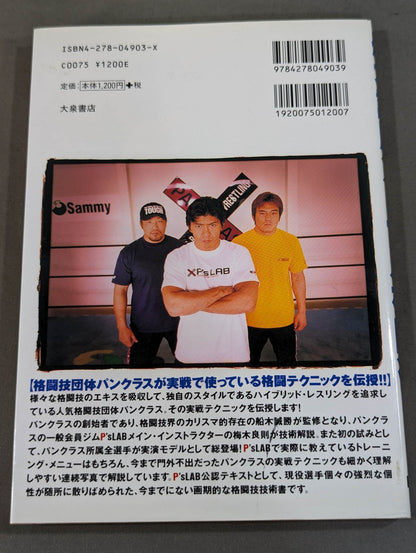 ISBN4-278-04903-X
C0075 ¥1200E
定価：本体1,200円＋税
大泉書店
9784278049039
1920075012007
Sammy
TOUGH
PA
WRESTLING
P'sLAB
【格闘技団体パンクラスが実戦で使っている格闘テクニックを伝授!!】
様々な格闘技のエキスを吸収して、独自のスタイルであるハイブリッド・レスリングを追求
している人気格闘技団体パンクラス。その実戦テクニックを伝授します！
パンクラスの創始者であり、格闘技界のカリスマ的存在の船木誠勝が監修となり、パンクラ
スの一般会員ジムP'sLABメイン・インストラクターの梅木良則が技術解説。また初の試みとし
て、パンクラス所属全選手が実演モデルとして総登場！P'sLABで実際に教えているトレーニ
ング・メニューはもちろん、今まで門外不出だったパンクラスの実戦テクニックも細かく理解
しやすい連続写真で解説しています。P'sLAB公認テキストとして、現役選手個々の強烈な個
性が随所に散りばめられた、今までにない画期的な格闘技技術書です。